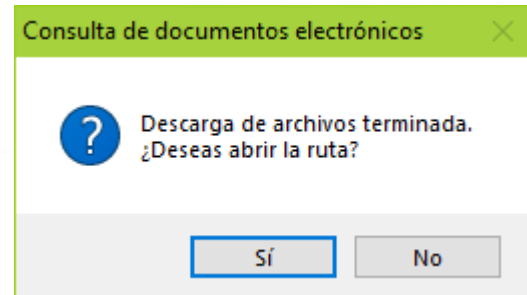 Consulta de documentos electrónicos
Descarga de archivos terminada.
¿Deseas abrir la ruta?
Sí
No